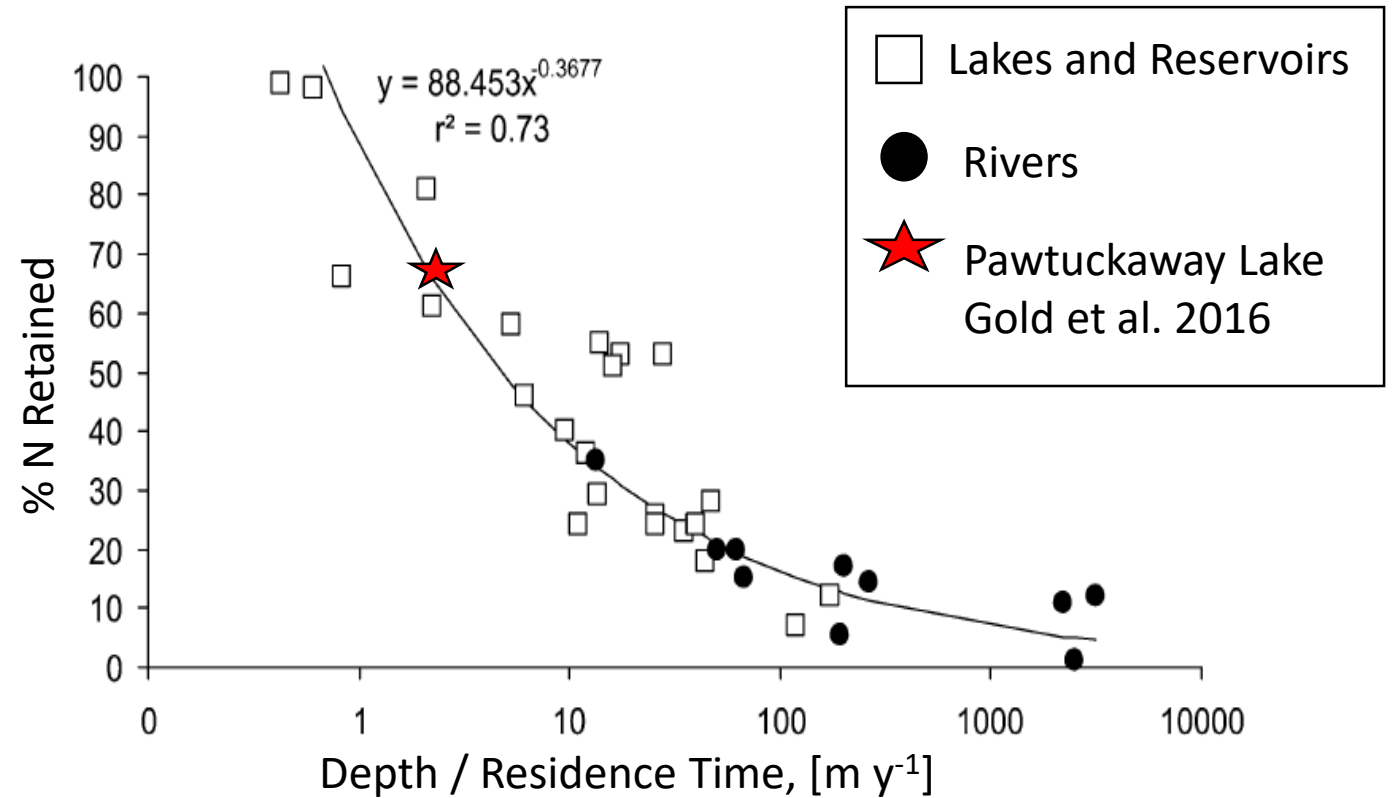 Lakes and Reservoirs
Rivers
Pawtuckaway Lake
Gold et al. 2016
y = 88.453x^-0.3677
r² = 0.73
% N Retained
100
90
80
70
60
50
40
30
20
10
0
0 1 10 100 1000 10000
Depth / Residence Time, [m y⁻¹]